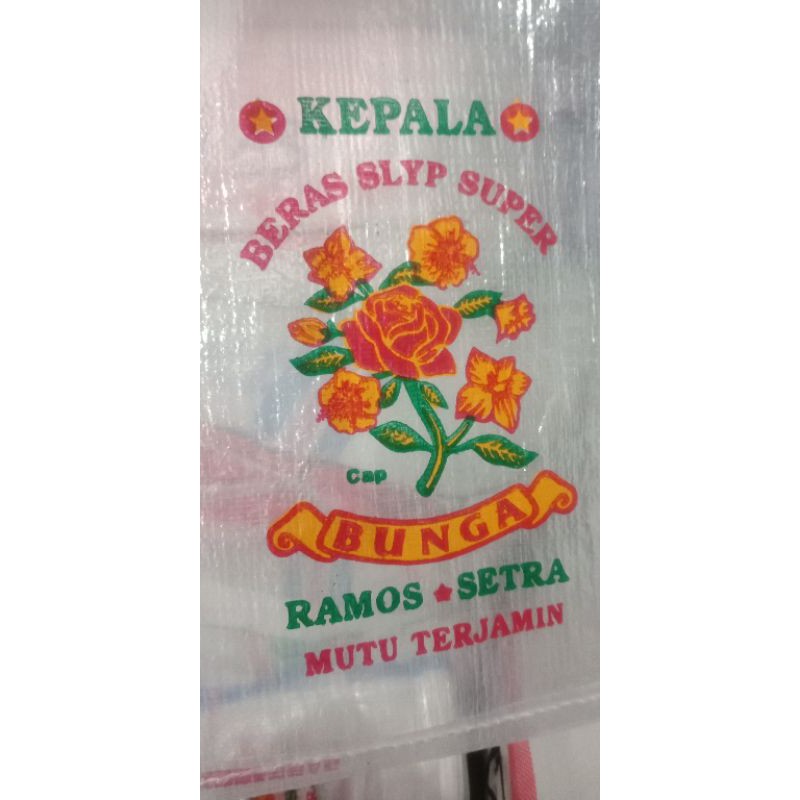 KEPALA
BERAS SLYP SUPER
Cap
BUNGA
RAMOS SETRA
MUTU TERJAMIN